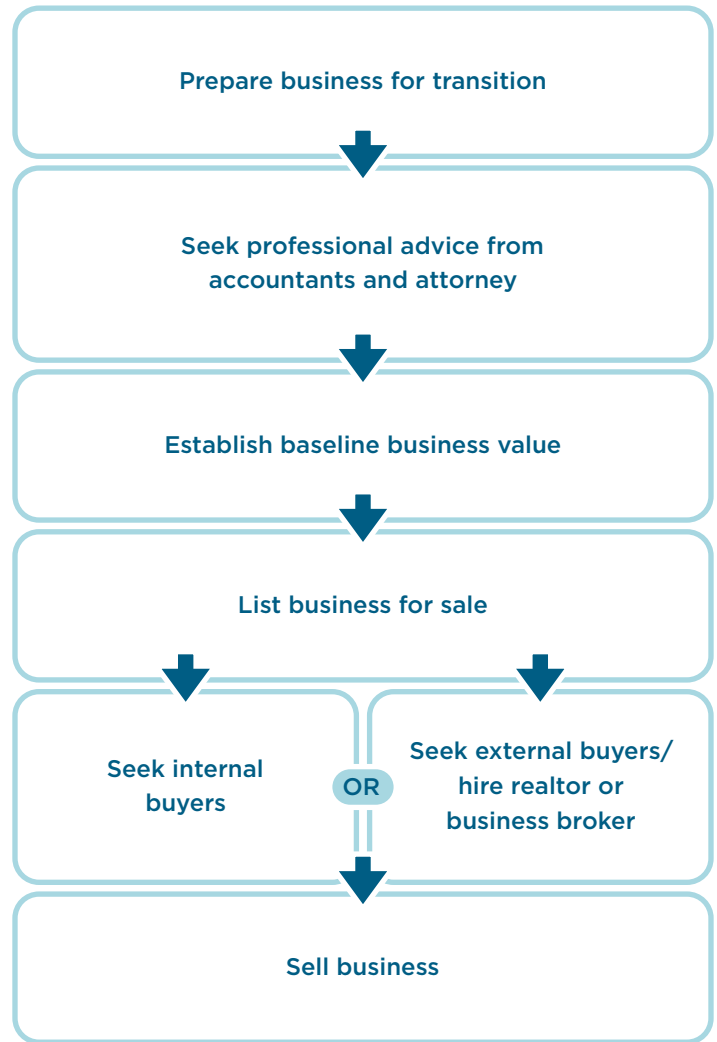 Prepare business for transition
Seek professional advice from
accountants and attorney
Establish baseline business value
List business for sale
Seek internal
buyers
OR
Seek external buyers/
hire realtor or
business broker
Sell business